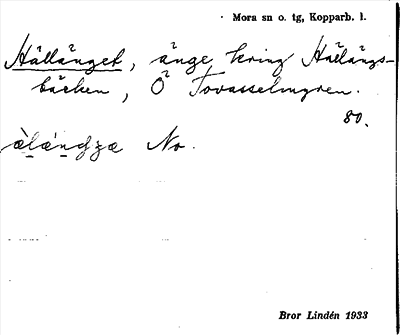 Mora sn o. tg, Kopparb. l.
Hällänget, änge kring Hällängs-
bäcken, Ö Tovasselmyren.
80.
No.
Bror Lindén 1933